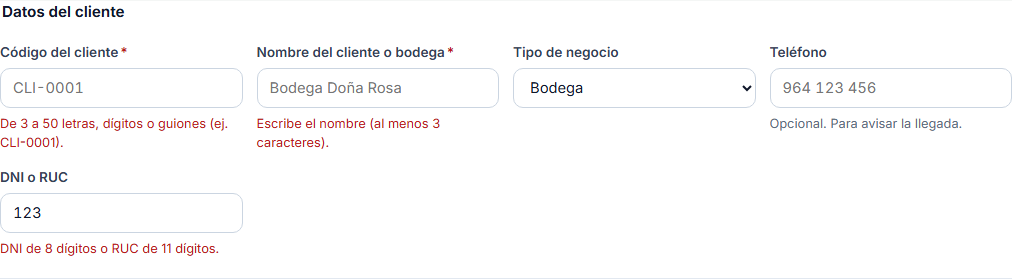 Datos del cliente
Código del cliente *
Nombre del cliente o bodega *
Tipo de negocio
Teléfono
CLI-0001
Bodega Doña Rosa
Bodega
964 123 456
De 3 a 50 letras, dígitos o guiones (ej.
CLI-0001).
Escribe el nombre (al menos 3
caracteres).
Opcional. Para avisar la llegada.
DNI o RUC
123
DNI de 8 dígitos o RUC de 11 dígitos.